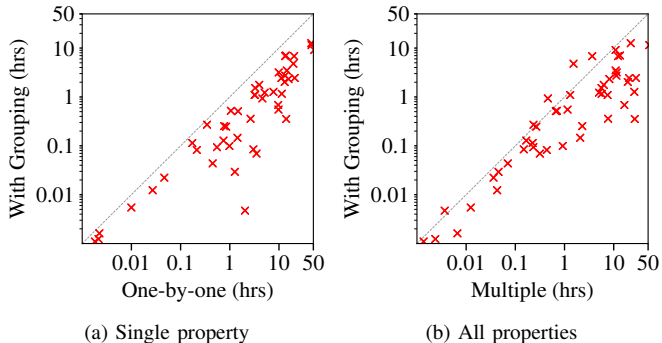 50
10
1
0.1
0.01
With Grouping (hrs)
0.01 0.1 1 10 50
One-by-one (hrs)
(a) Single property
50
10
1
0.1
0.01
With Grouping (hrs)
0.01 0.1 1 10 50
Multiple (hrs)
(b) All properties